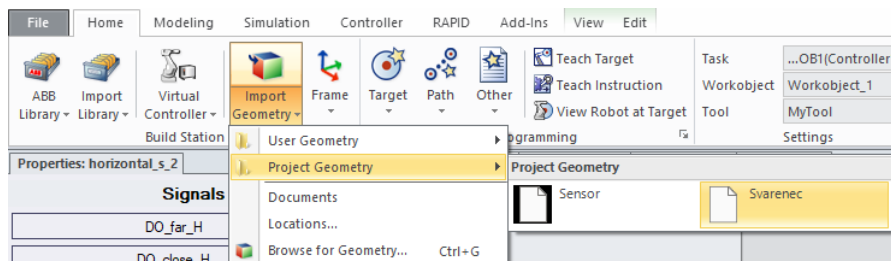 File Home Modeling Simulation Controller RAPID Add-Ins View Edit
ABB Library
Import Library
Virtual Controller
Import Geometry
Frame
Target
Path
Other
Teach Target
Teach Instruction
View Robot at Target
Task ...OB1(Controller
Workobject Workobject_1
Tool MyTool
Build Station
ogramming
Settings
User Geometry
Project Geometry
Documents
Locations...
Browse for Geometry... Ctrl+G
Project Geometry
Sensor
Svarenec
Properties: horizontal_s_2
Signals
DO_far_H
DO_close_H